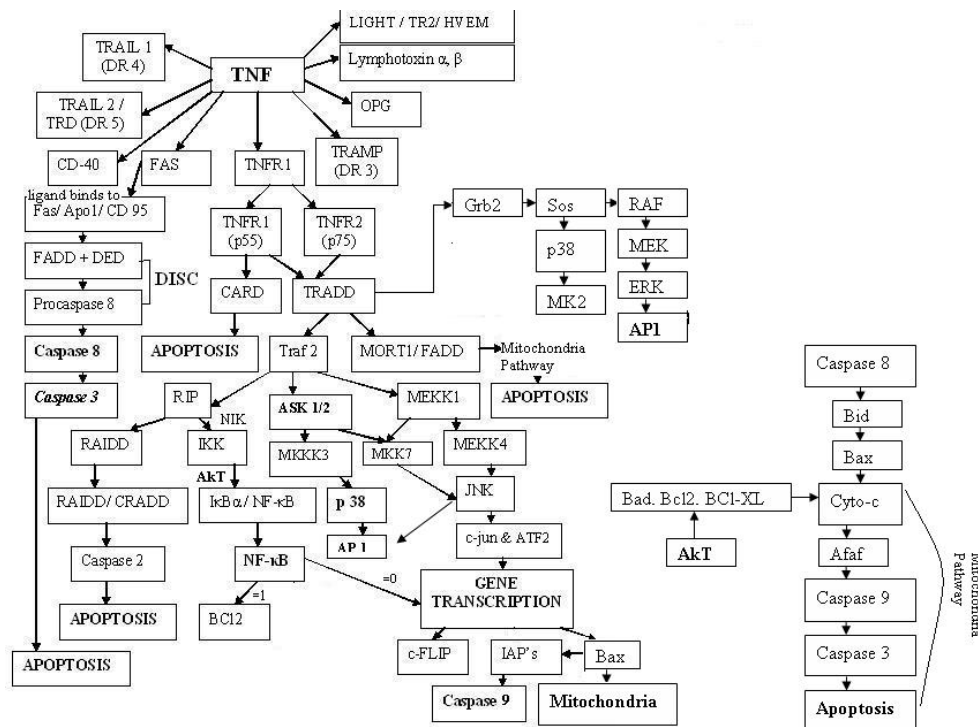 LIGHT / TR2/ HVEM
TRAIL 1
(DR 4)
TNF
Lymphotoxin α, β
TRAIL 2 /
TRD (DR 5)
OPG
CD-40
FAS
TNFR1
TRAMP
(DR 3)
ligand binds to
Fas/ Apo1/ CD 95
TNFR1
(p55)
TNFR2
(p75)
Grb2
Sos
RAF
FADD + DED
p38
MEK
DISC
Procaspase 8
CARD
TRADD
MK2
ERK
AP1
Caspase 8
APOPTOSIS
Traf 2
MORT1/ FADD
Mitochondria
Pathway
Caspase 8
Caspase 3
RIP
ASK 1/2
MEKK1
APOPTOSIS
Bid
NIK
RAIDD
IKK
MKKK3
MKK7
MEKK4
Bax
AkT
JNK
RAIDD/ CRADD
IκBα/ NF-κB
p 38
Bad. Bcl2. BC1-XL
Cyto-c
AP 1
c-jun & ATF2
AkT
Afaf
Caspase 2
NF-κB
=0
GENE
TRANSCRIPTION
Mitochondria
Pathway
=1
Caspase 9
APOPTOSIS
BC12
c-FLIP
IAP's
Bax
Caspase 3
APOPTOSIS
Caspase 9
Mitochondria
Apoptosis